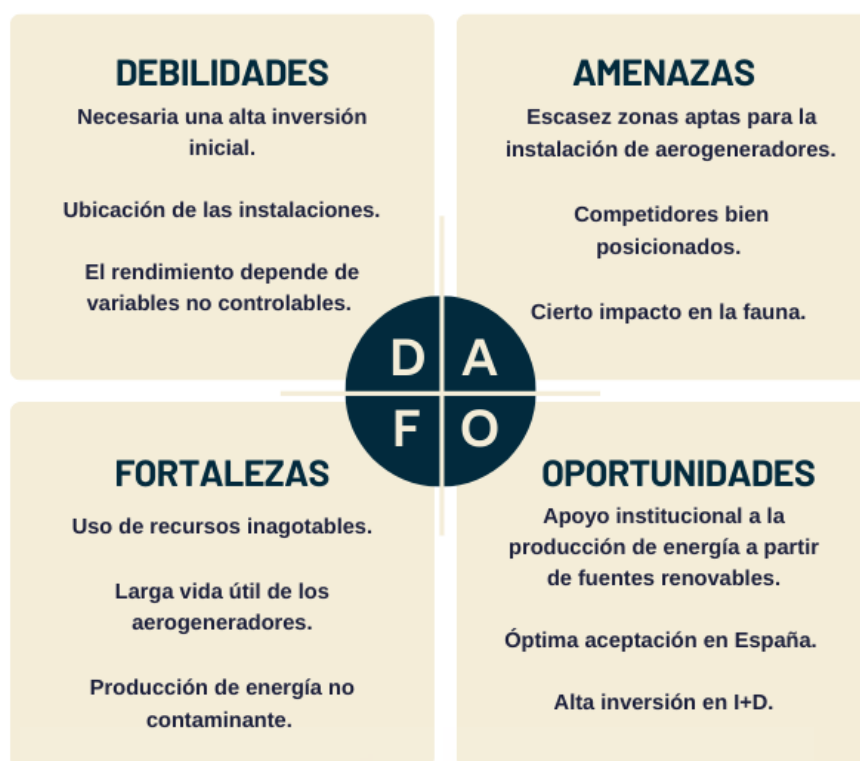 DEBILIDADES
Necesaria una alta inversión
inicial.
Ubicación de las instalaciones.
El rendimiento depende de
variables no controlables.
AMENAZAS
Escasez zonas aptas para la
instalación de aerogeneradores.
Competidores bien
posicionados.
Cierto impacto en la fauna.
D A
F O
FORTALEZAS
Uso de recursos inagotables.
Larga vida útil de los
aerogeneradores.
Producción de energía no
contaminante.
OPORTUNIDADES
Apoyo institucional a la
producción de energía a partir
de fuentes renovables.
Óptima aceptación en España.
Alta inversión en I+D.